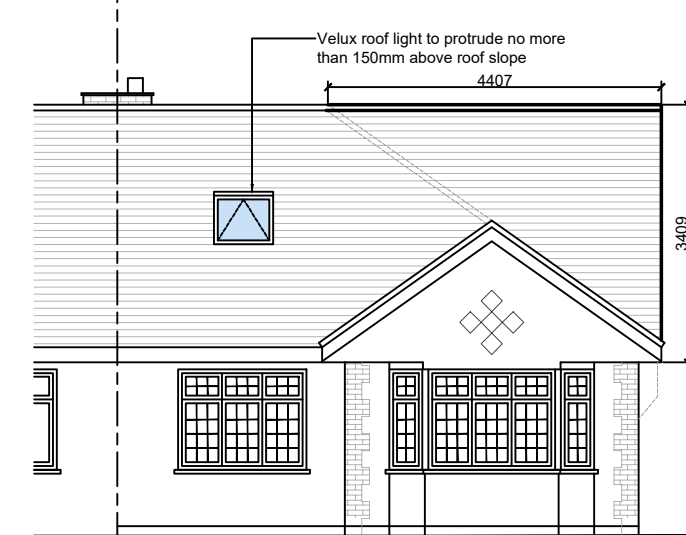 Velux roof light to protrude no more
than 150mm above roof slope
4407
3409